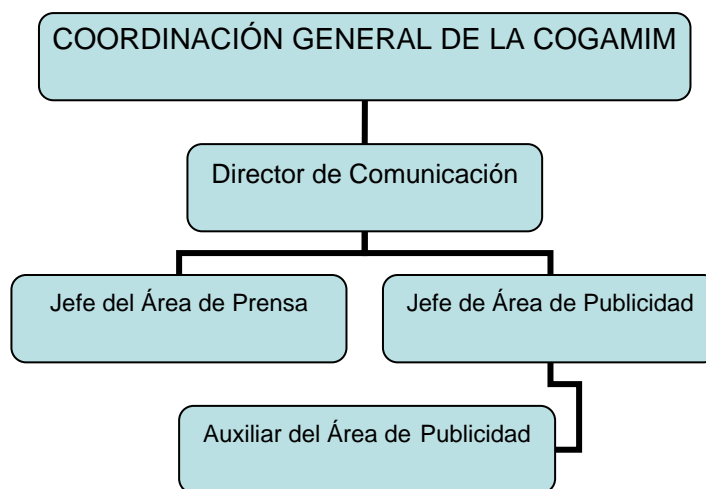 COORDINACIÓN GENERAL DE LA COGAMIM
Director de Comunicación
Jefe del Área de Prensa
Jefe de Área de Publicidad
Auxiliar del Área de Publicidad